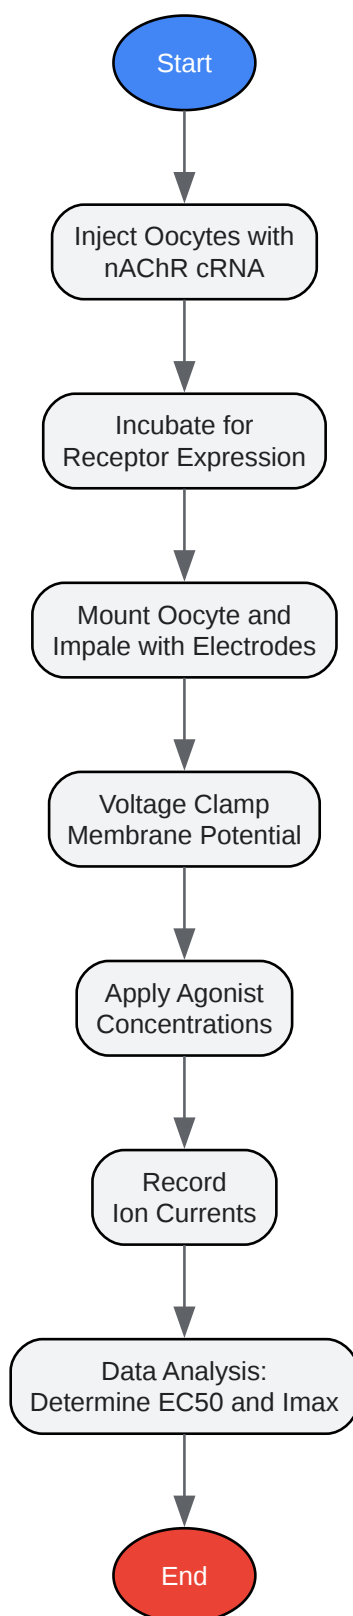 Start
Inject Oocytes with
nAChR cRNA
Incubate for
Receptor Expression
Mount Oocyte and
Impale with Electrodes
Voltage Clamp
Membrane Potential
Apply Agonist
Concentrations
Record
Ion Currents
Data Analysis:
Determine EC50 and Imax
End